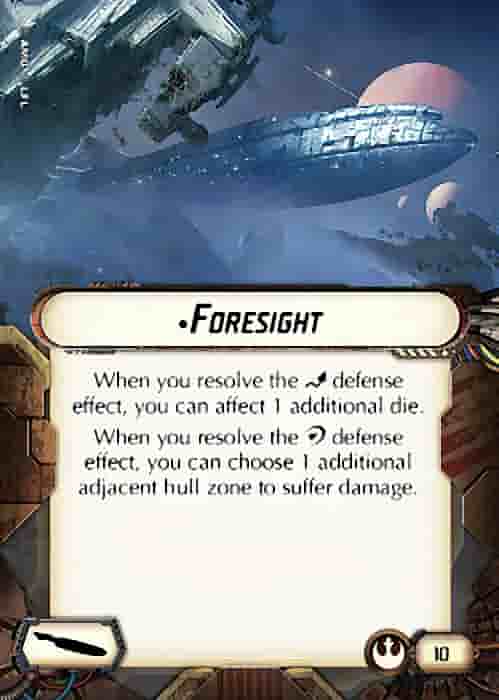 •Foresight
When you resolve the defense
effect, you can affect 1 additional die.
When you resolve the defense
effect, you can choose 1 additional
adjacent hull zone to suffer damage.
10